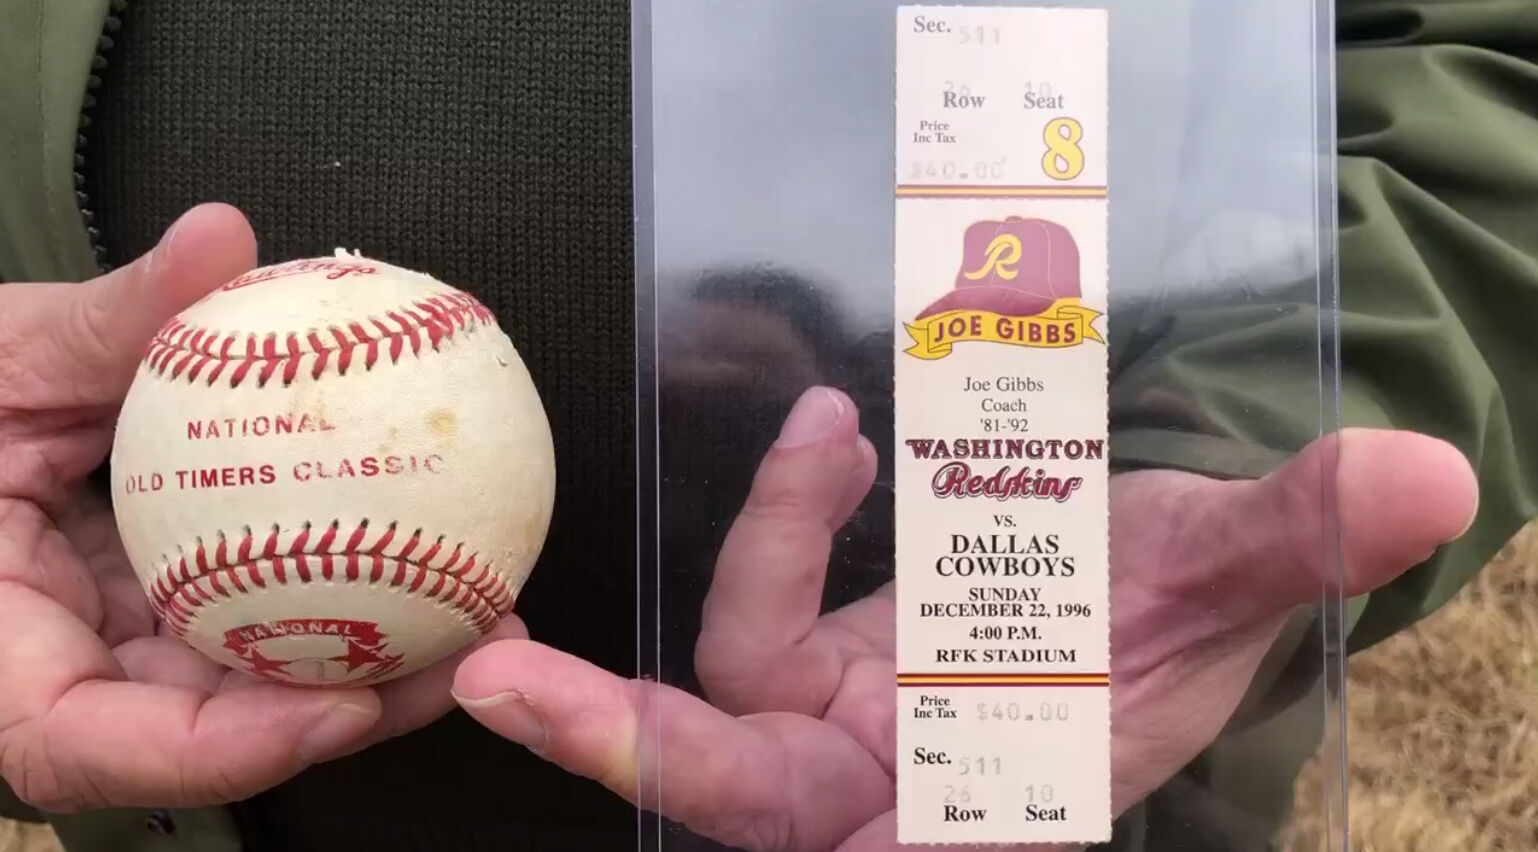 Rawlings
NATIONAL
OLD TIMERS CLASSIC
NATIONAL
Sec. 511
26 10
Row Seat
Price
Inc Tax
8
$40.00
R
JOE GIBBS
Joe Gibbs
Coach
'81-'92
WASHINGTON
Redskins
VS.
DALLAS
COWBOYS
SUNDAY
DECEMBER 22, 1996
4:00 P.M.
RFK STADIUM
Price
Inc Tax $40.00
Sec. 511
26 10
Row Seat